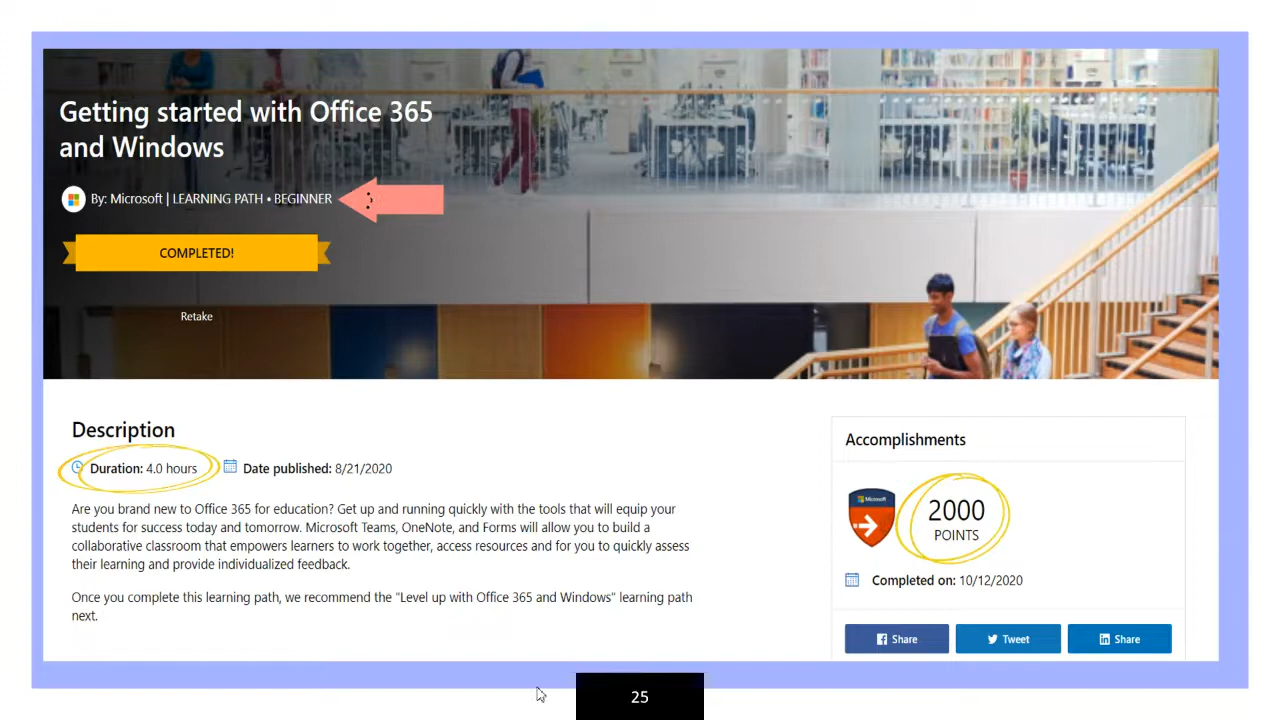 Getting started with Office 365
and Windows
By: Microsoft | LEARNING PATH • BEGINNER
COMPLETED!
Retake
Description
Duration: 4.0 hours
Date published: 8/21/2020
Are you brand new to Office 365 for education? Get up and running quickly with the tools that will equip your
students for success today and tomorrow. Microsoft Teams, OneNote, and Forms will allow you to build a
collaborative classroom that empowers learners to work together, access resources and for you to quickly assess
their learning and provide individualized feedback.
Once you complete this learning path, we recommend the "Level up with Office 365 and Windows" learning path
next.
Accomplishments
Microsoft
2000
POINTS
Completed on: 10/12/2020
Share
Tweet
Share
25